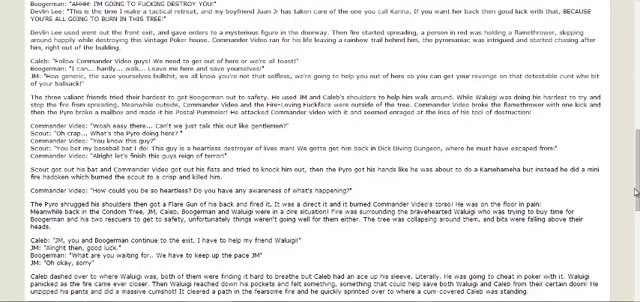 Boogerman: "AHHH! I'M GOING TO FUCKING DESTROY YOU!"
Devlin Lee: "This is the time I make a tactical retreat, and my boyfriend Juan Jr has taken care of the one you call Karina, If you want her back then good luck with that, BECAUSE
YOU'RE ALL GOING TO BURN IN THIS TREE!"
Devlin Lee used went out the front exit, and gave orders to a mysterious figure in the doorway. Then fire started spreading, a person in red was holding a flamethrower, skipping
around happily while destroying this Vintage Poker house. Commander Video ran for his life leaving a rainbow trail behind him, the pyromaniac was intrigued and started chasing after
him, right out of the building.
Caleb: "Follow Commander Video guys! We need to get out of here or we're all toast!"
Boogerman: "I can... hardly... walk... Leave me here and save yourselves!"
JM: "How generic, the save yourselves bullshit, we all know you're not that selfless, we're going to help you out of here so you can get your revenge on that detestable cunt who bit
of your ballsack!"
The three valiant friends tried their hardest to get Boogerman out to safety. He used JM and Caleb's shoulders to help him walk around. While Waluigi was doing his hardest to try and
stop the fire from spreading. Meanwhile outside, Commander Video and the Fire-Loving Fuckface were outside of the tree. Commander Video broke the flamethrower with one kick and
then the Pyro broke a mailbox and made it his Postal Pummeler! He attacked Commander Video with it and seemed enraged at the loss of his tool of destruction!
Commander Video: "Woah easy there... Can't we just talk this out like gentlemen?"
Scout: "Oh crap... What's the Pyro doing here? "
Commander Video: "You know this guy?"
Scout: "You bet my baseball bat I do! This guy is a heartless destroyer of lives man! We gotta get him back in Dick Diving Dungeon, where he must have escaped from!"
Commander Video: "Alright let's finish this guys reign of terror!"
Scout got out his bat and Commander Video got out his fists and tried to knock him out, then the Pyro got his hands like he was about to do a Kamehameha but instead he did a mini
fire hadoken which burned the scout to a crisp and killed him.
Commander Video: "How could you be so heartless? Do you have any awareness of what's happening?"
The Pyro shrugged his shoulders then got a Flare Gun of his back and fired it, It was a direct it and it burned Commander Video's torso! He was on the floor in pain!
Meanwhile back in the Condom Tree, JM, Caleb, Boogerman and Waluigi were in a dire situation! Fire was surrounding the bravehearted Waluigi who was trying to buy time for
Boogerman and his two rescuers to get to safety, unfortunately things weren't going well for them either. The tree was collapsing around them, and bits were falling above their
heads.
Caleb: "JM, you and Boogerman continue to the exit, I have to help my friend Waluigi!"
JM: "Alright then, good luck."
Boogerman: "What are you waiting for.. We have to keep up the pace JM"
JM: "Oh okay, sorry"
Caleb dashed over to where Waluigi was, both of them were finding it hard to breathe but Caleb had an ace up his sleeve. Literally. He was going to cheat in poker with it. Waluigi
panicked as the fire came ever closer. Then Waluigi reached down his pockets and felt something, something that could help save both Waluigi and Caleb from their certain doom! He
unzipped his pants and did a massive cumshot! It cleared a path in the fearsome fire and he quickly sprinted over to where a cum-covered Caleb was standing.